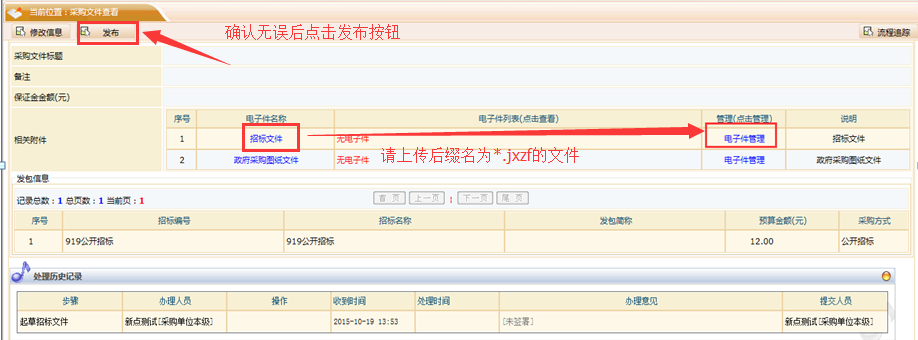 当前位置：采购文件查看
修改信息 发布 确认无误后点击发布按钮 流程追踪
采购文件标题
备注
保证金金额(元)
相关附件
序号 电子件名称 电子件列表(点击查看) 管理(点击管理) 说明
1 招标文件 无电子件 电子件管理 招标文件
请上传后缀名为*.jxzf的文件
2 政府采购图纸文件 无电子件 电子件管理 政府采购图纸文件
发包信息
记录总数：1 总页数：1 当前页：1 首 页 上一页 1 下一页 尾 页
序号 招标编号 招标名称 发包简称 预算金额(元) 采购方式
1 919公开招标 919公开招标 12.00 公开招标
处理历史记录
步骤 办理人员 操作 收到时间 处理时间 办理意见 提交人员
起草招标文件 新点测试[采购单位本级] 2015-10-19 13:53 [未签署] 新点测试[采购单位本级]